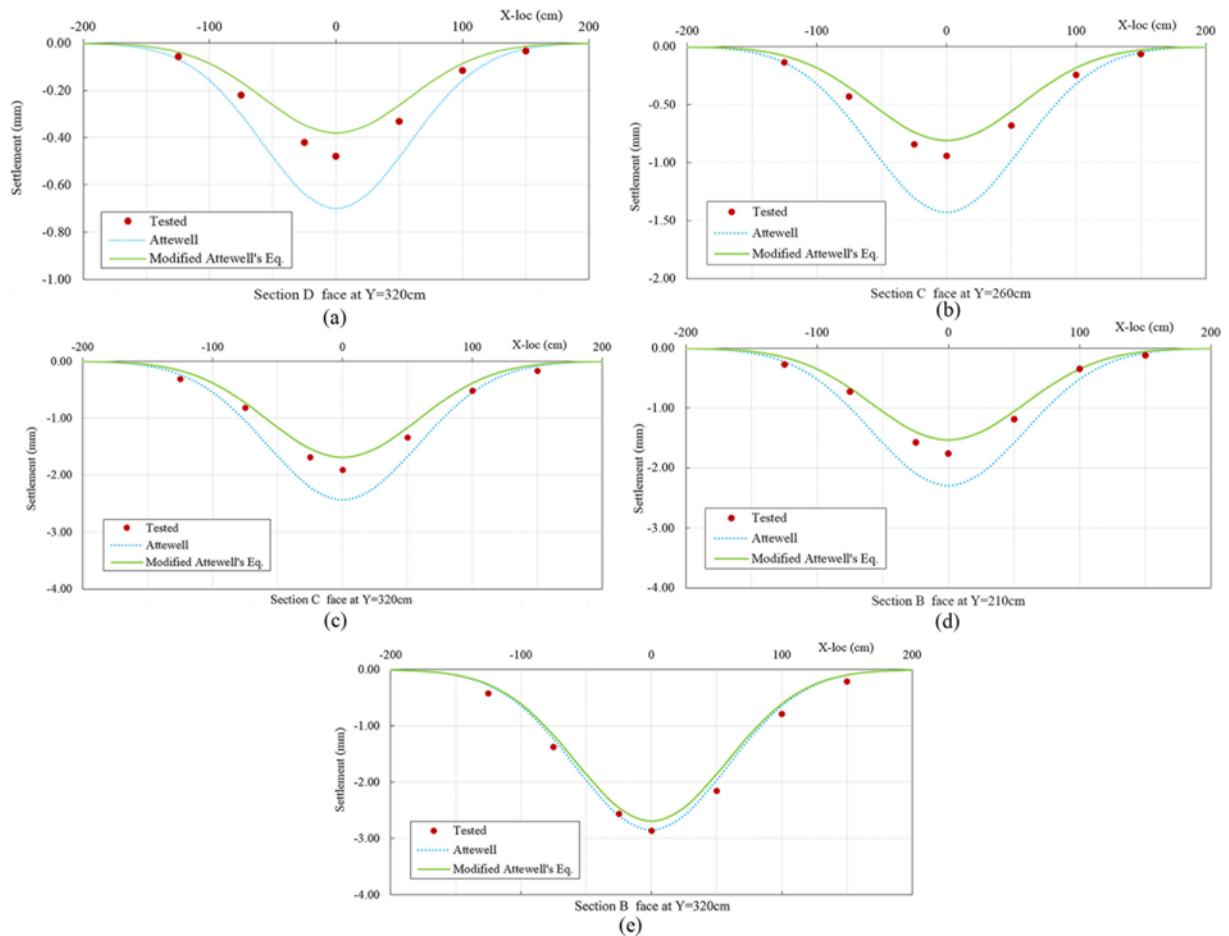 X-loc (cm)
-200 -100 0 100 200
0.00
-0.20
-0.40
-0.60
-0.80
-1.00
Settlement (mm)
Tested
Attewell
Modified Attewell's Eq.
Section D face at Y=320cm
(a)
X-loc (cm)
-200 -100 0 100 200
0.00
-0.50
-1.00
-1.50
-2.00
Settlement (mm)
Tested
Attewell
Modified Attewell's Eq.
Section C face at Y=260cm
(b)
X-loc (cm)
-200 -100 0 100 200
0.00
-1.00
-2.00
-3.00
-4.00
Settlement (mm)
Tested
Attewell
Modified Attewell's Eq.
Section C face at Y=320cm
(c)
X-loc (cm)
-200 -100 0 100 200
0.00
-1.00
-2.00
-3.00
-4.00
Settlement (mm)
Tested
Attewell
Modified Attewell's Eq.
Section B face at Y=210cm
(d)
X-loc (cm)
-200 -100 0 100 200
0.00
-1.00
-2.00
-3.00
-4.00
Settlement (mm)
Tested
Attewell
Modified Attewell's Eq.
Section B face at Y=320cm
(e)